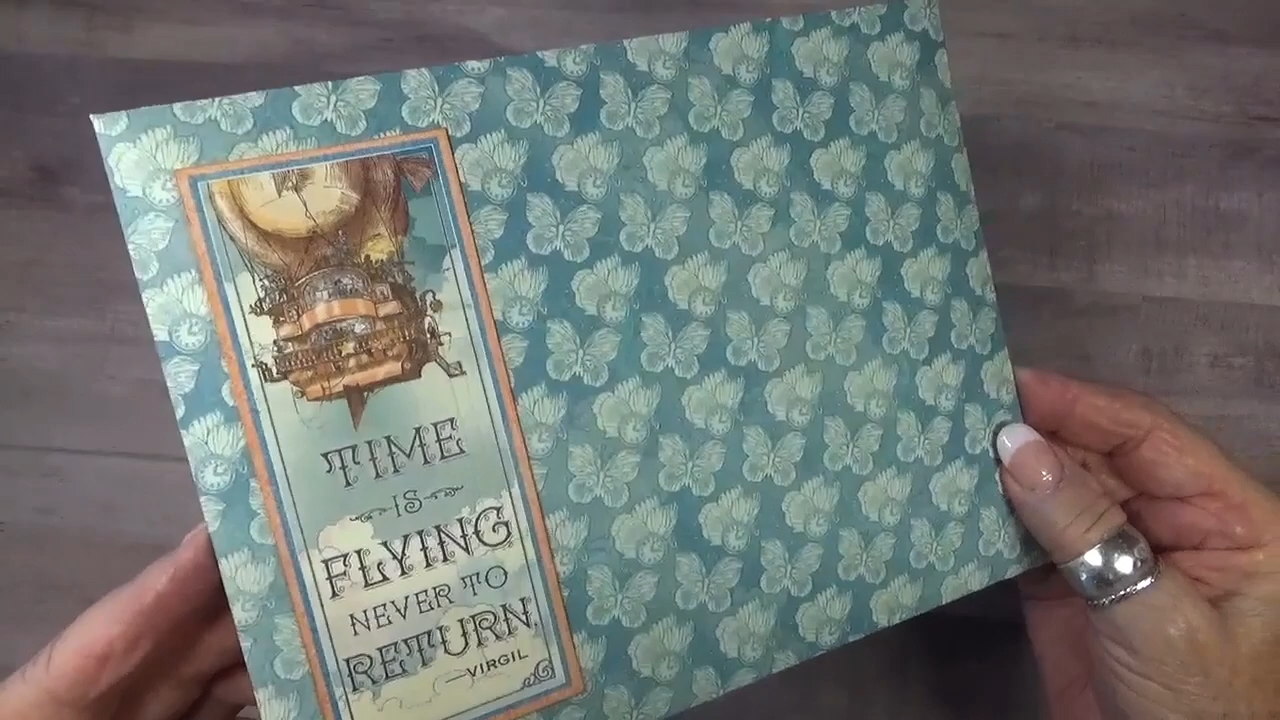 TIME
IS
FLYING
NEVER TO
RETURN.
—VIRGIL